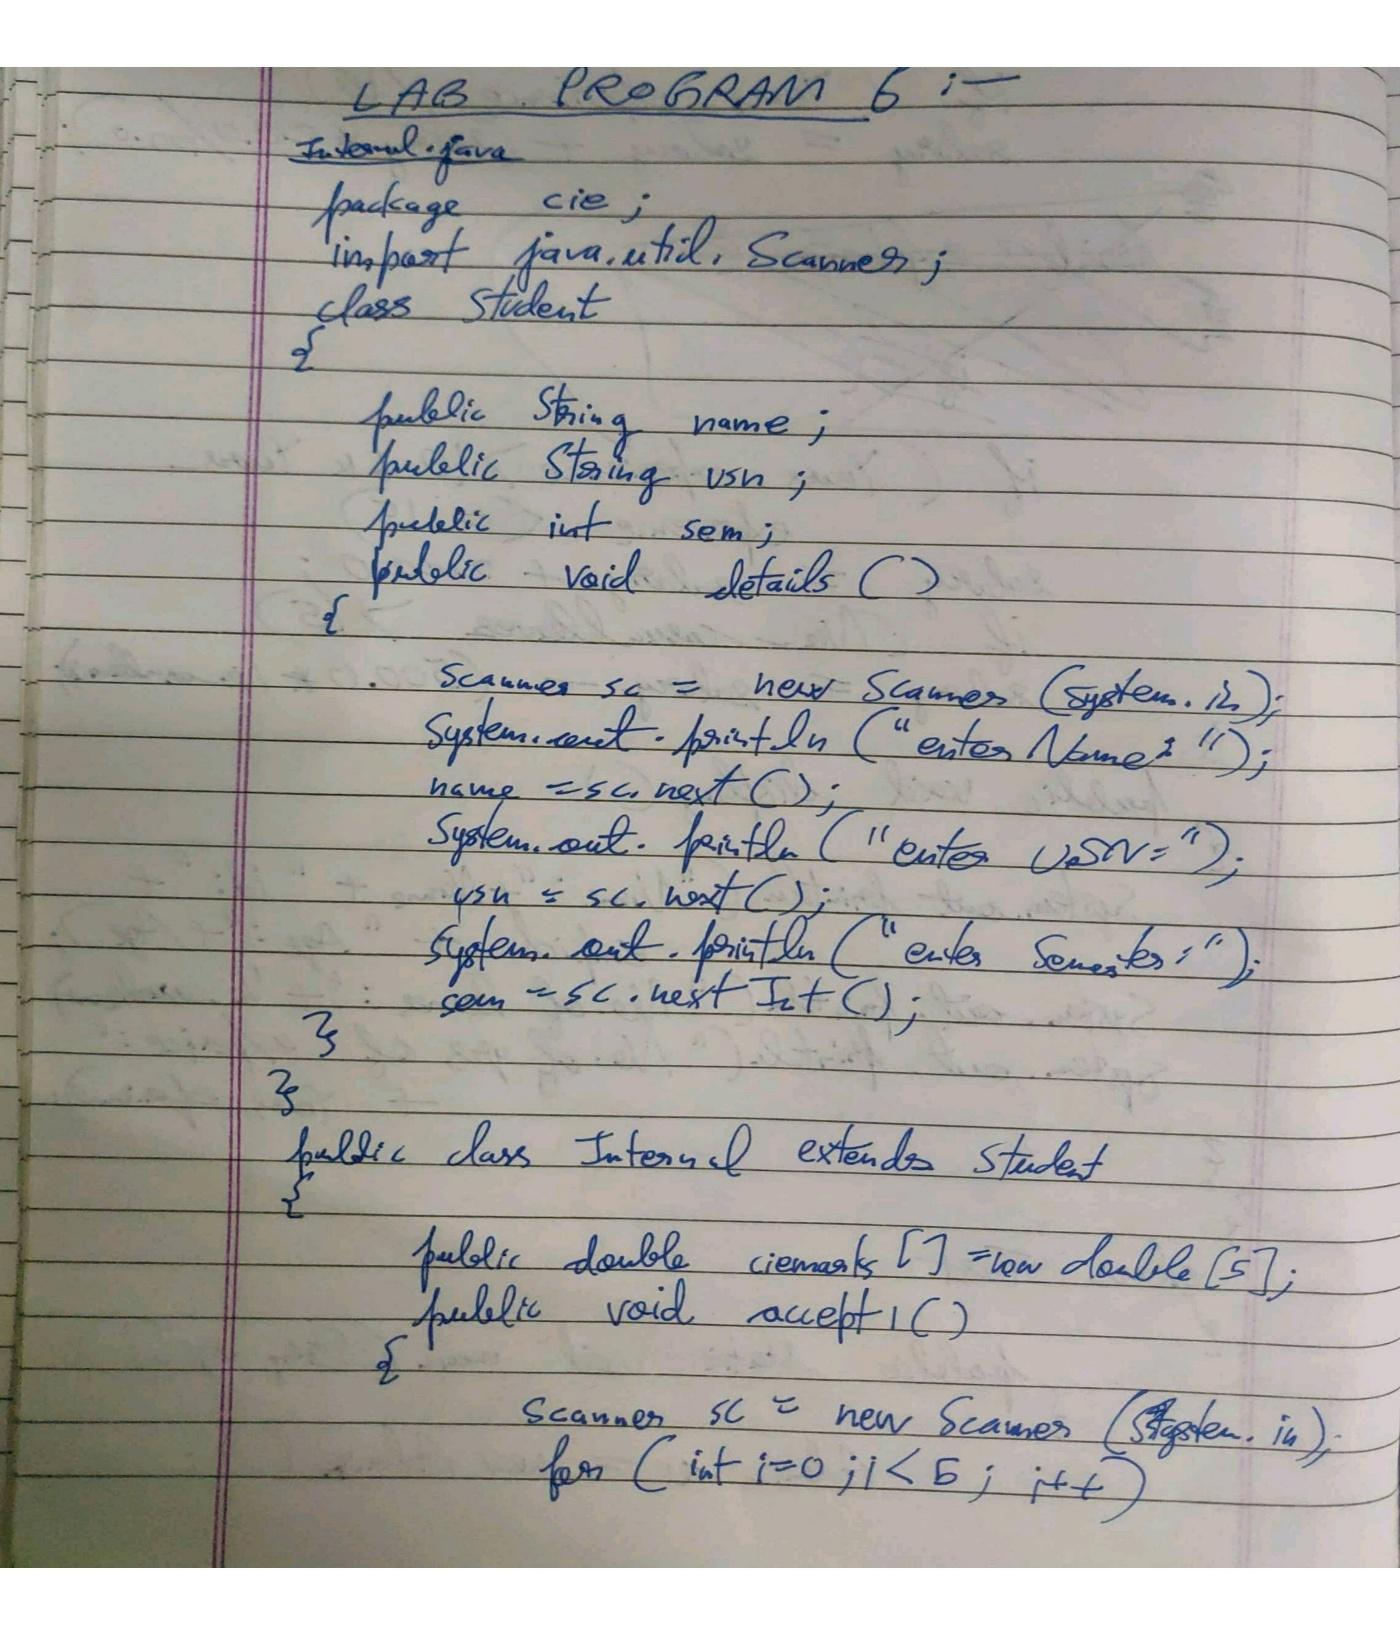 LAB PROGRAM 6 :-
Internal.java
package cie;
import java.util.Scanner;
class Student
{
public String name;
public String usn;
public int sem;
public void details()
{
Scanner sc = new Scanner (System.in);
System.out.println ("enter Name: ");
name = sc.next();
System.out.println ("enter USN=");
usn = sc.next();
System.out.println ("enter Semester:");
sem = sc.next Int ();
}
}
public class Internal extends Student
{
public double ciemarks [] = new double [5];
public void accept1()
{
Scanner sc = new Scanner (System.in);
for (int i=0; i<5; i++)